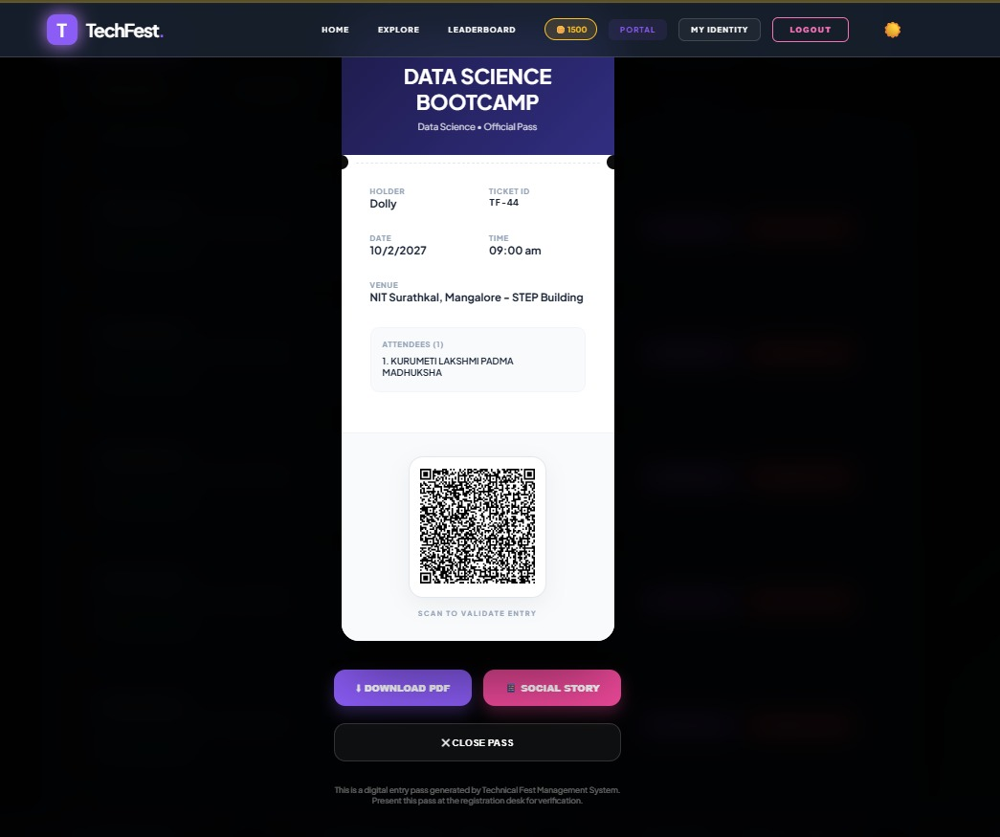 T TechFest.
HOME EXPLORE LEADERBOARD 1500 PORTAL MY IDENTITY LOGOUT
DATA SCIENCE
BOOTCAMP
Data Science • Official Pass
HOLDER TICKET ID
Dolly TF-44
DATE TIME
10/2/2027 09:00 am
VENUE
NIT Surathkal, Mangalore – STEP Building
ATTENDEES (1)
1. KURUMETI LAKSHMI PADMA
MADHUKSHA
SCAN TO VALIDATE ENTRY
⬇ DOWNLOAD PDF SOCIAL STORY
✕ CLOSE PASS
This is a digital entry pass generated by Technical Fest Management System.
Present this pass at the registration desk for verification.